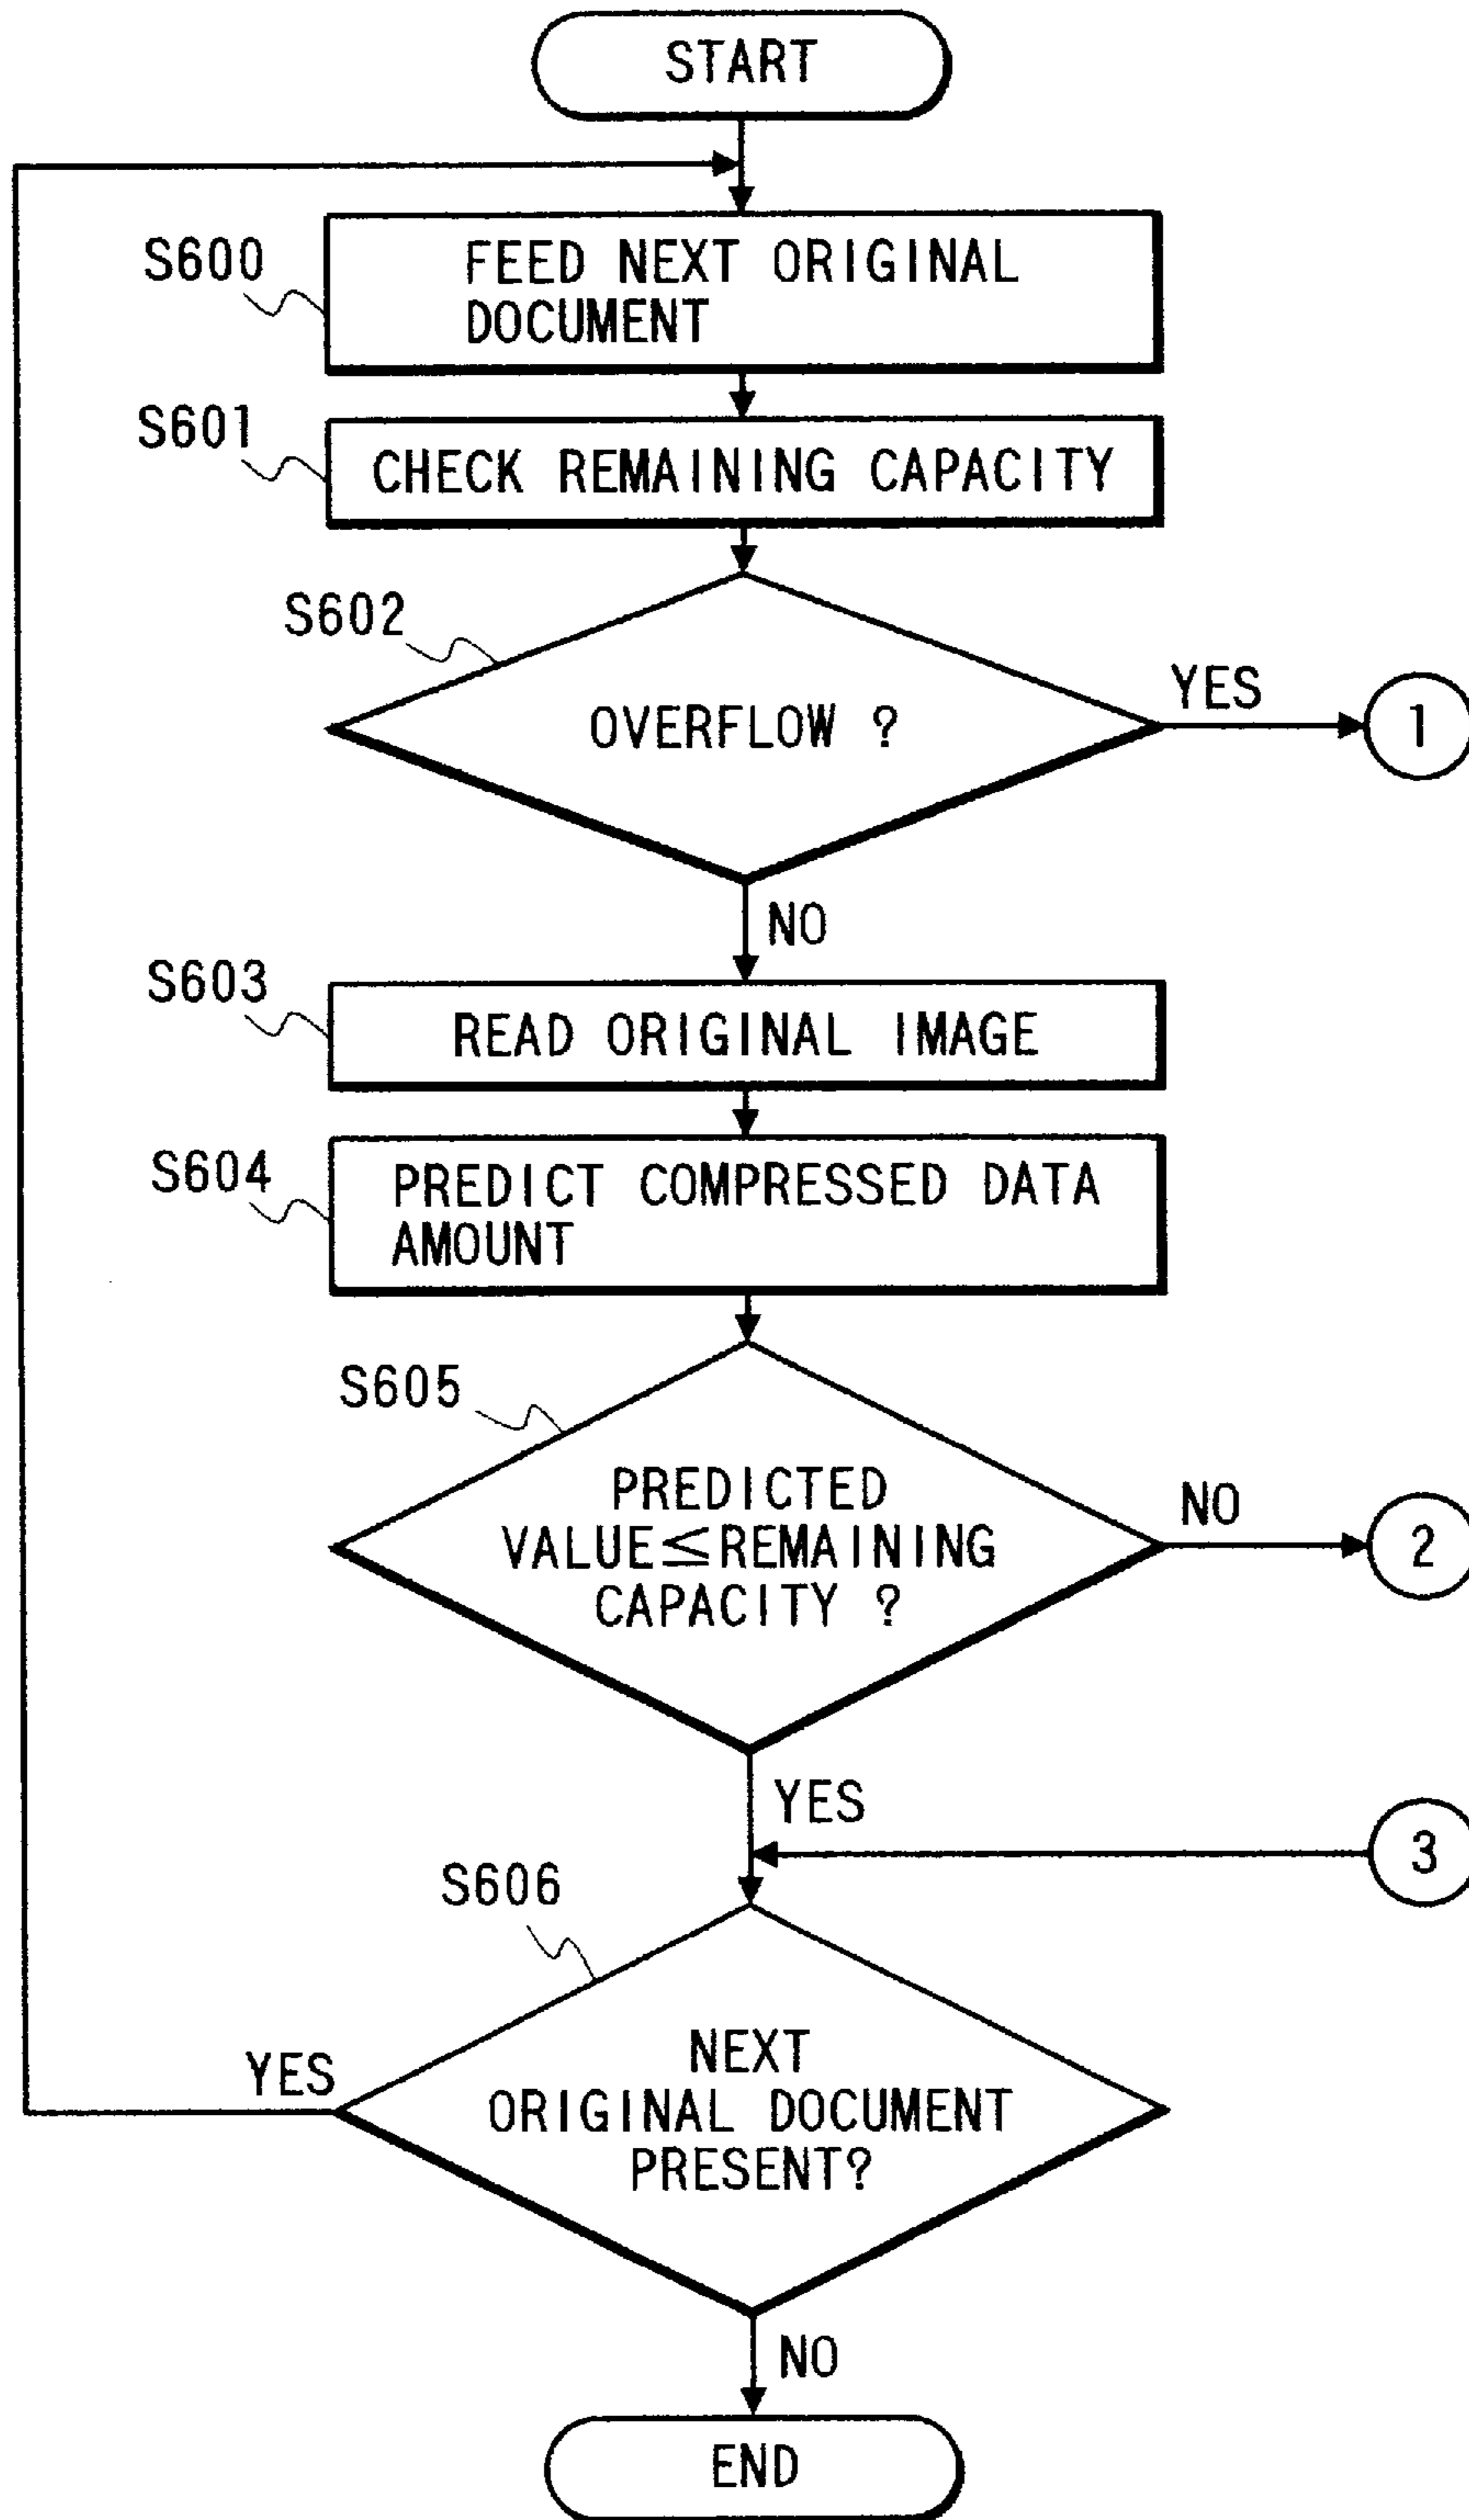 START
S600
FEED NEXT ORIGINAL
DOCUMENT
S601
CHECK REMAINING CAPACITY
S602
OVERFLOW ?
YES
1
NO
S603
READ ORIGINAL IMAGE
S604
PREDICT COMPRESSED DATA
AMOUNT
S605
PREDICTED
VALUE≦REMAINING
CAPACITY ?
NO
2
YES
3
S606
NEXT
ORIGINAL DOCUMENT
PRESENT?
YES
NO
END